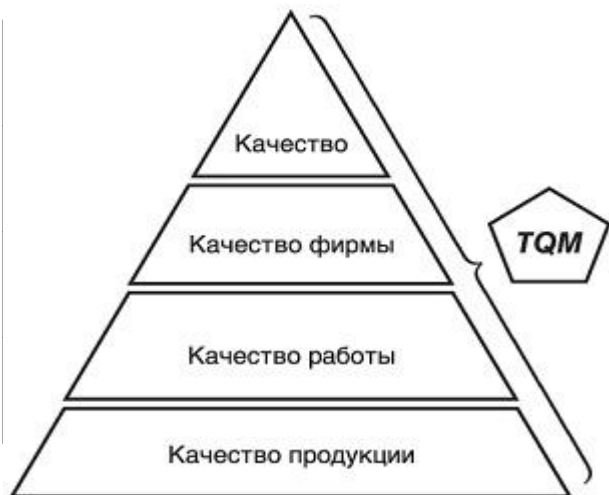 Качество
Качество фирмы
TQM
Качество работы
Качество продукции